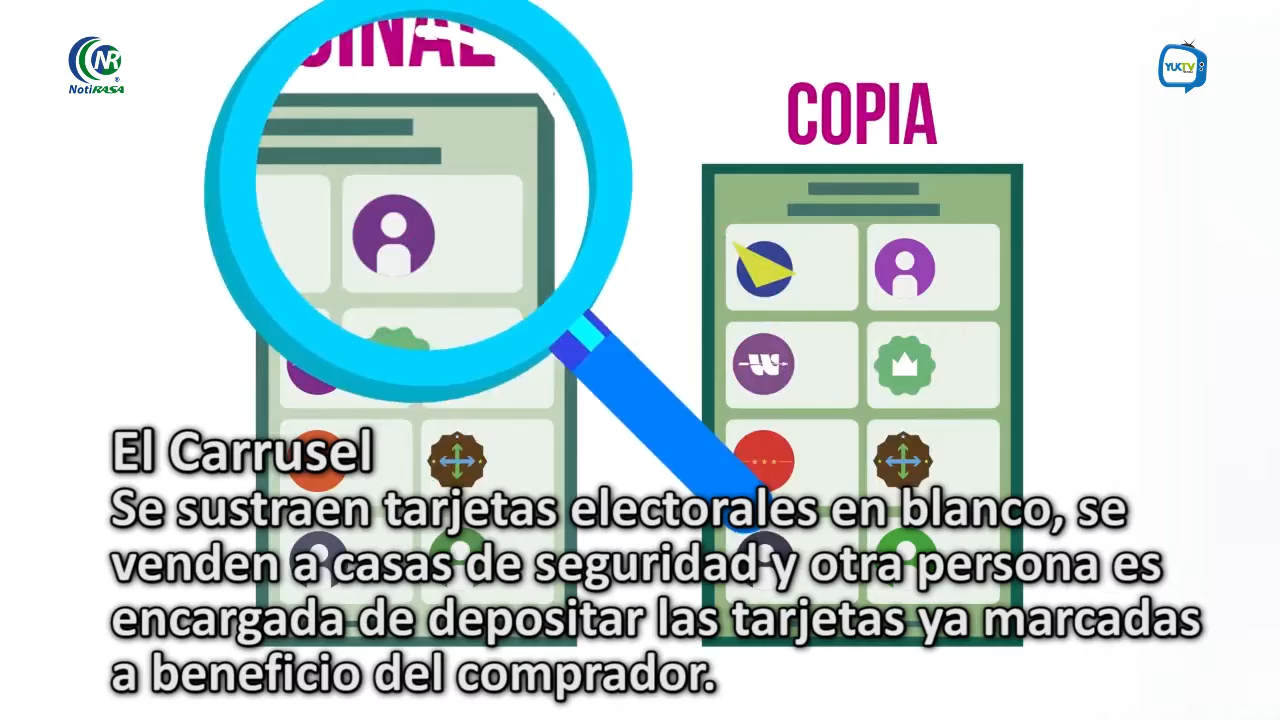 NR
NotiRASA
YUKTV
COPIA
El Carrusel
Se sustraen tarjetas electorales en blanco, se
venden a casas de seguridad y otra persona es
encargada de depositar las tarjetas ya marcadas
a beneficio del comprador.